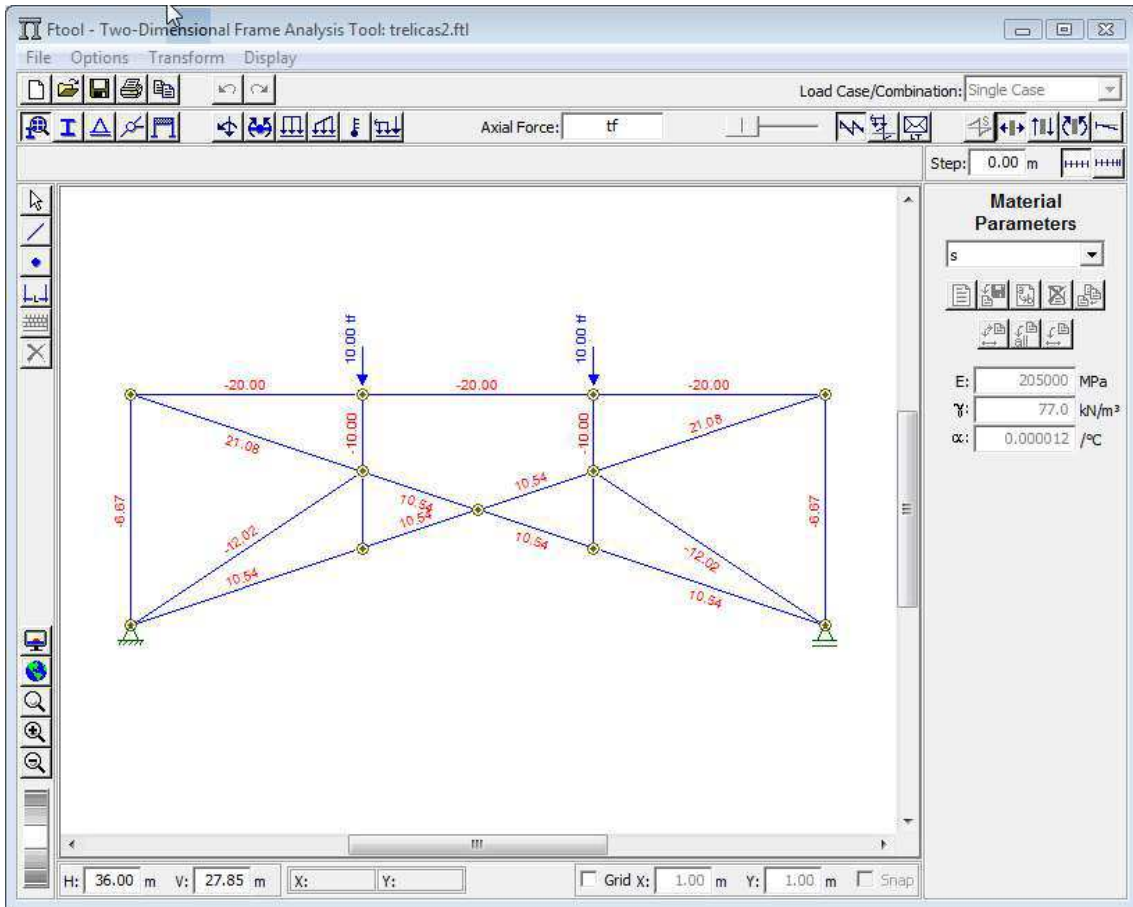 Ftool - Two-Dimensional Frame Analysis Tool: trelicas2.ftl
File Options Transform Display
Load Case/Combination: Single Case
Axial Force: tf
Step: 0.00 m
Material
Parameters
s
all
E: 205000 MPa
γ: 77.0 kN/m³
α: 0.000012 /ºC
10.00 tf 10.00 tf
-20.00 -20.00 -20.00
-10.00 -10.00
21.08 21.08
-6.67 -6.67
10.54 10.54
10.54 10.54
-12.02 -12.02
10.54 10.54
H: 36.00 m V: 27.85 m X: Y: Grid X: 1.00 m Y: 1.00 m Snap